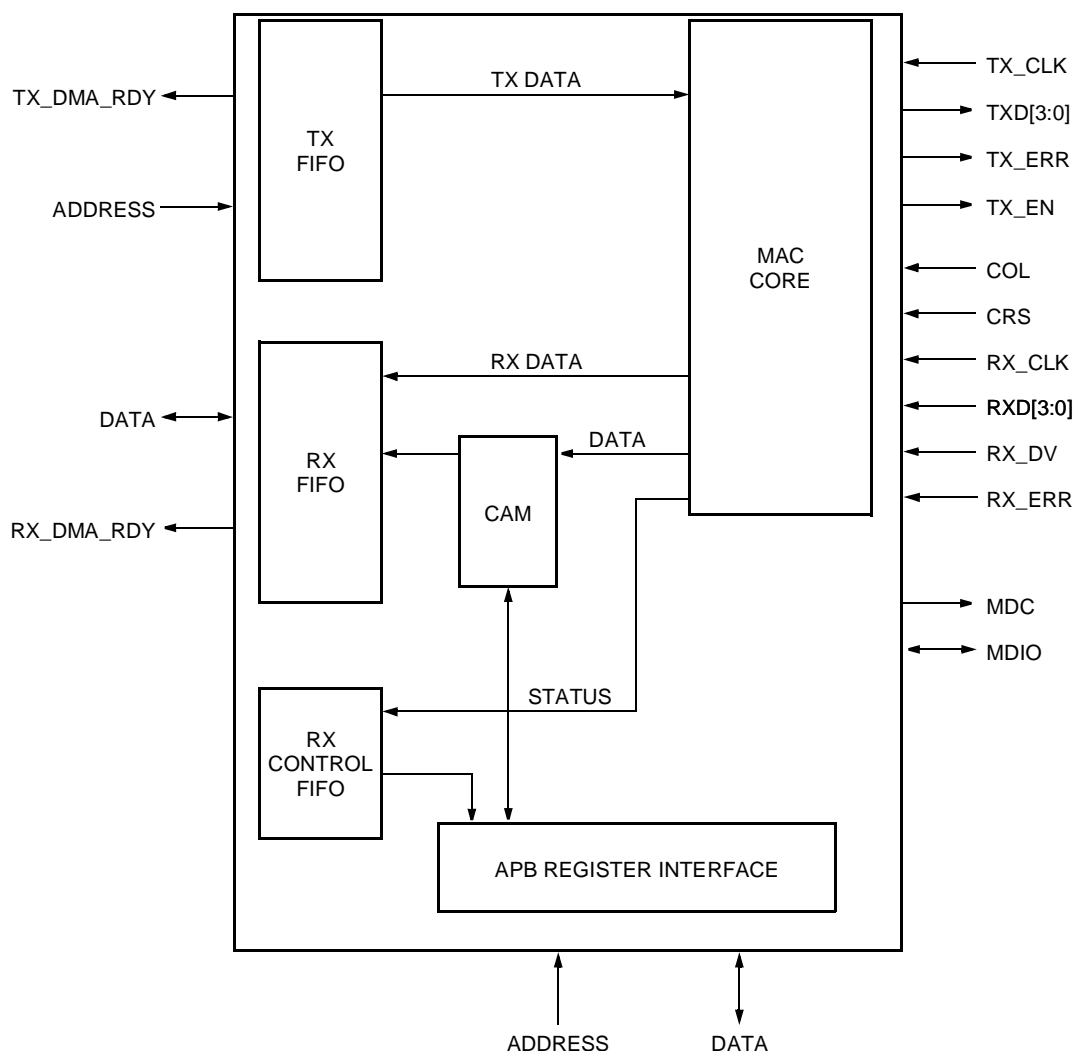 TX_DMA_RDY
ADDRESS
DATA
RX_DMA_RDY
TX
FIFO
TX DATA
MAC
CORE
RX
FIFO
RX DATA
DATA
CAM
STATUS
RX
CONTROL
FIFO
APB REGISTER INTERFACE
TX_CLK
TXD[3:0]
TX_ERR
TX_EN
COL
CRS
RX_CLK
RXD[3:0]
RX_DV
RX_ERR
MDC
MDIO
ADDRESS
DATA